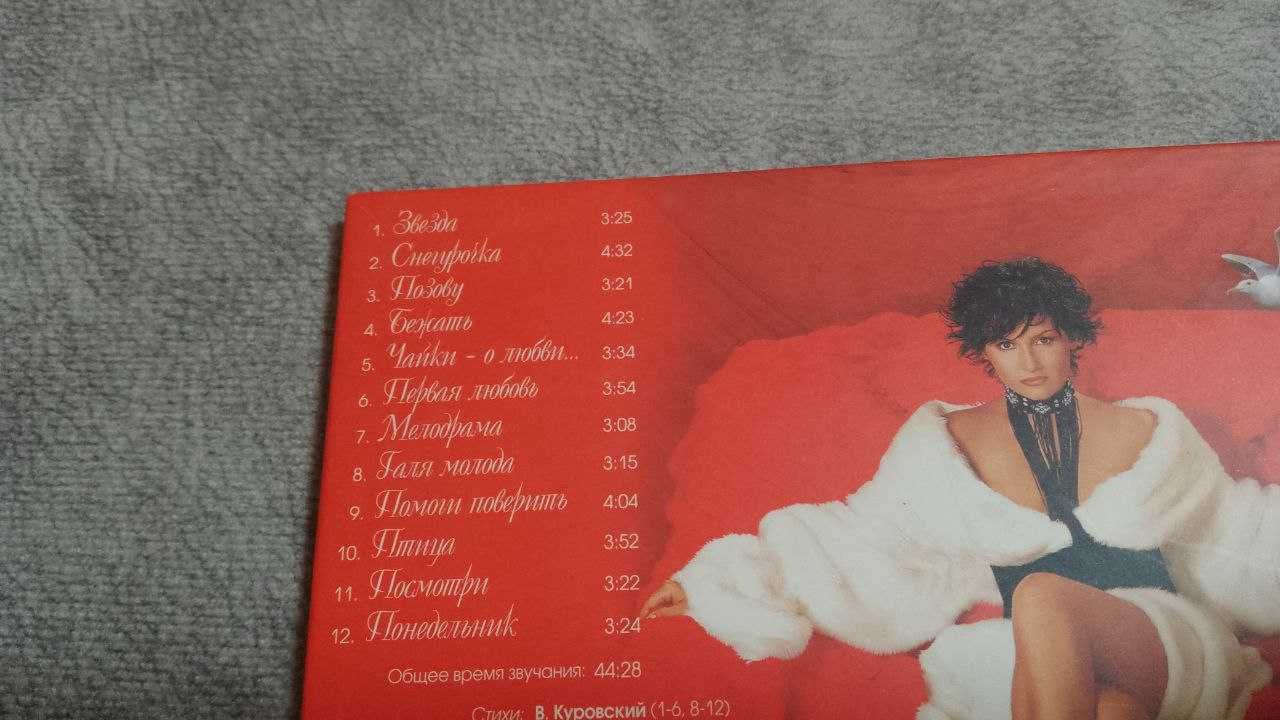 1. Звезда 3:25
2. Снегурочка 4:32
3. Позову 3:21
4. Бежать 4:23
5. Чайки - о любви... 3:34
6. Первая любовь 3:54
7. Мелодрама 3:08
8. Галя молода 3:15
9. Помоги поверить 4:04
10. Птица 3:52
11. Посмотри 3:22
12. Понедельник 3:24
Общее время звучания: 44:28
Стихи: В. Куровский (1-6, 8-12)